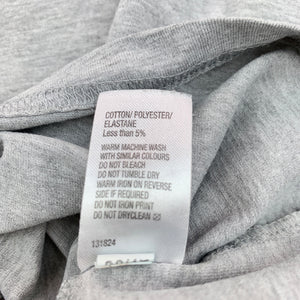 COTTON/ POLYESTER/
ELASTANE
Less than 5%
WARM MACHINE WASH
WITH SIMILAR COLOURS
DO NOT BLEACH
DO NOT TUMBLE DRY
WARM IRON ON REVERSE
SIDE IF REQUIRED
DO NOT IRON PRINT
DO NOT DRYCLEAN
131824